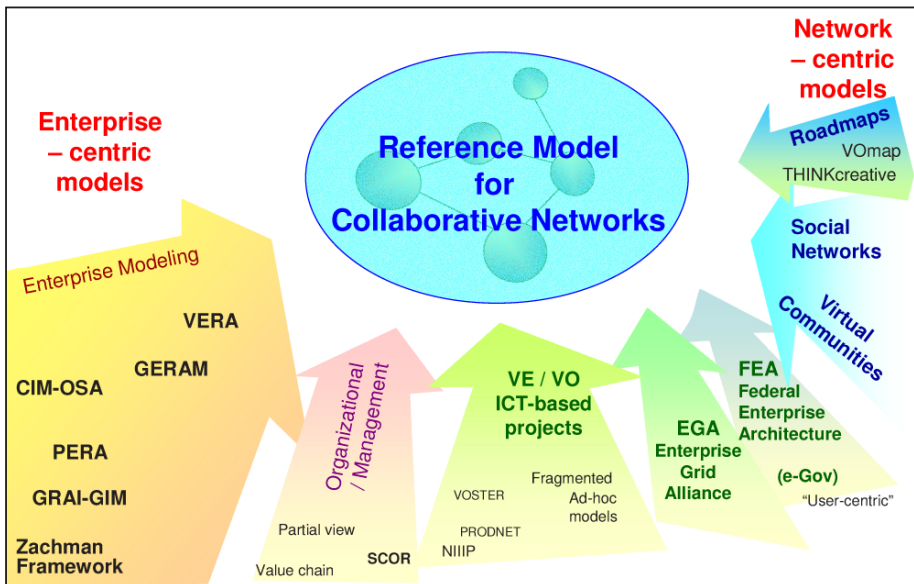 Enterprise
– centric
models
Reference Model
for
Collaborative Networks
Network
– centric
models
Roadmaps
VOmap
THINKcreative
Social
Networks
Virtual
Communities
Enterprise Modeling
VERA
GERAM
CIM-OSA
PERA
GRAI-GIM
Zachman
Framework
Organizational
/ Management
Partial view
SCOR
Value chain
VE / VO
ICT-based
projects
Fragmented
Ad-hoc
models
VOSTER
PRODNET
NIIIP
EGA
Enterprise
Grid
Alliance
FEA
Federal
Enterprise
Architecture
(e-Gov)
“User-centric”